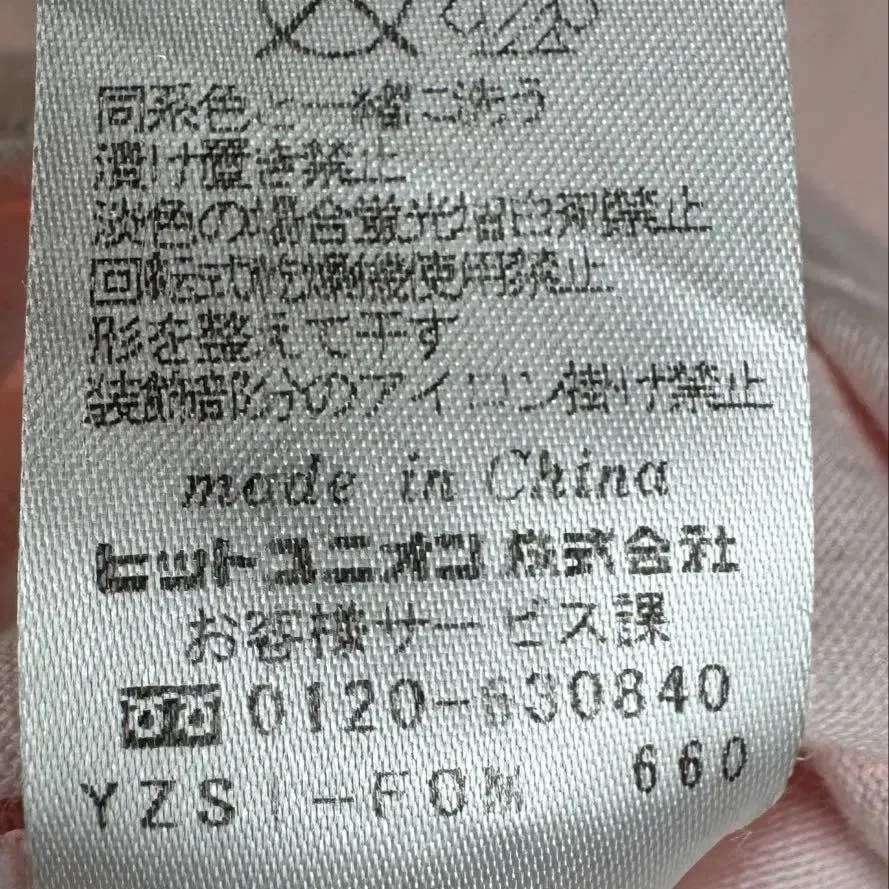 同系色と一緒に洗う
漬け置き禁止
淡色の場合蛍光増白剤禁止
回転式乾燥機使用禁止
形を整えて干す
装飾部分のアイロン掛け禁止
made in China
ヒットユニオン 株式会社
お客様サービス課
0120-630840
660